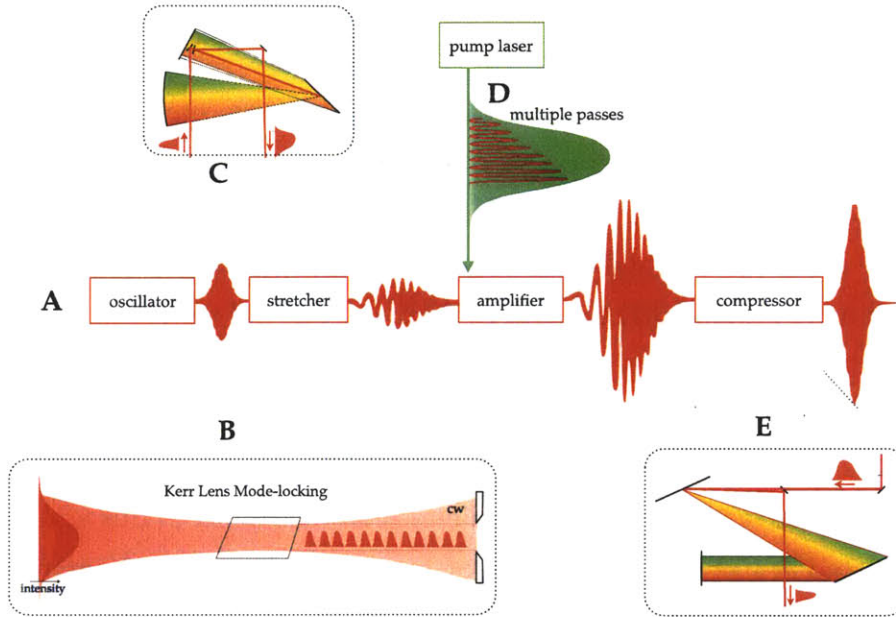 pump laser
D
multiple passes
C
A
oscillator
stretcher
amplifier
compressor
B
E
Kerr Lens Mode-locking
cw
intensity